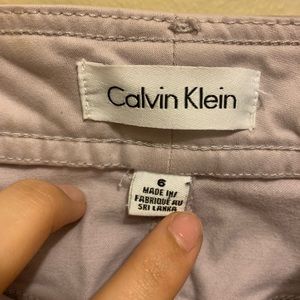 Calvin Klein
6
MADE IN/
FABRIQUÉ AU
SRI LANKA